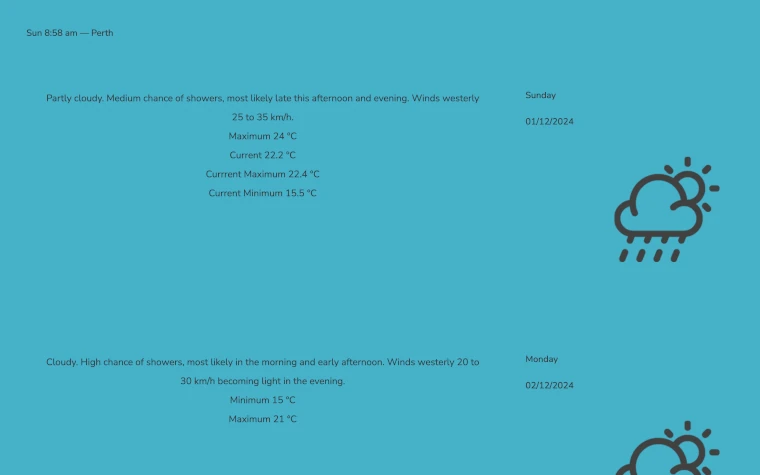 Sun 8:58 am — Perth
Partly cloudy. Medium chance of showers, most likely late this afternoon and evening. Winds westerly
25 to 35 km/h.
Maximum 24 °C
Current 22.2 °C
Currrent Maximum 22.4 °C
Current Minimum 15.5 °C
Sunday
01/12/2024
Cloudy. High chance of showers, most likely in the morning and early afternoon. Winds westerly 20 to
30 km/h becoming light in the evening.
Minimum 15 °C
Maximum 21 °C
Monday
02/12/2024